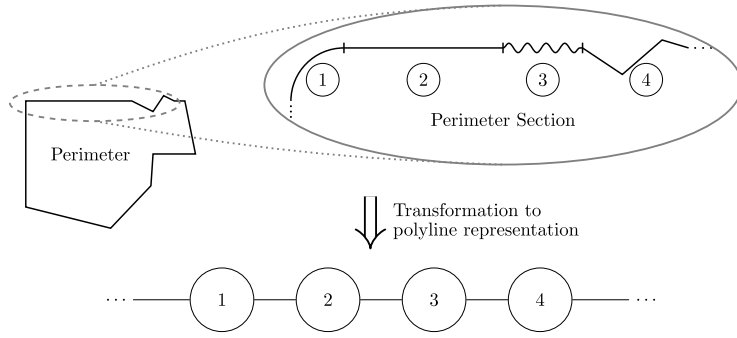 1
2
3
4
Perimeter Section
Perimeter
Transformation to
polyline representation
··· 1 2 3 4 ···